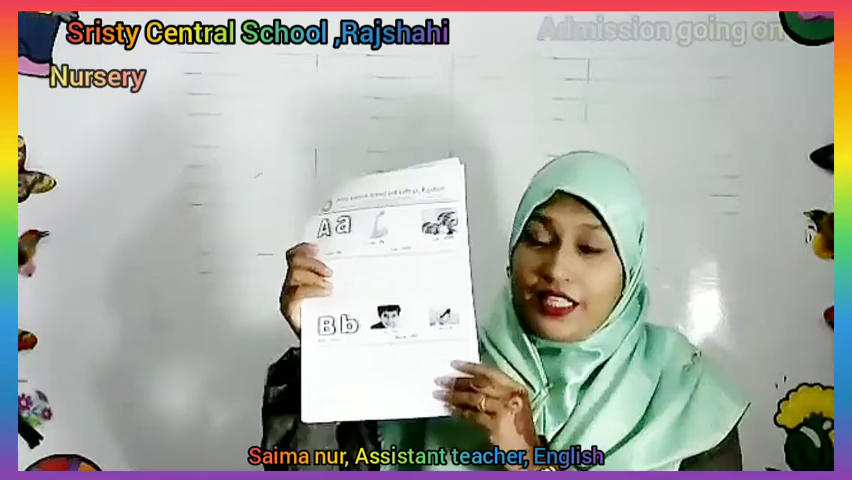 Sristy Central School ,Rajshahi
Admission going on
Nursery
A a
B b
Saima nur, Assistant teacher, English